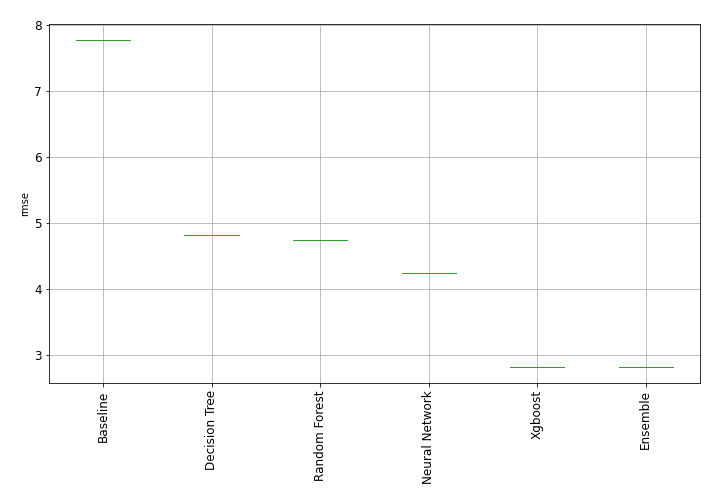 8
7
6
5
4
3
rmse
Baseline
Decision Tree
Random Forest
Neural Network
Xgboost
Ensemble